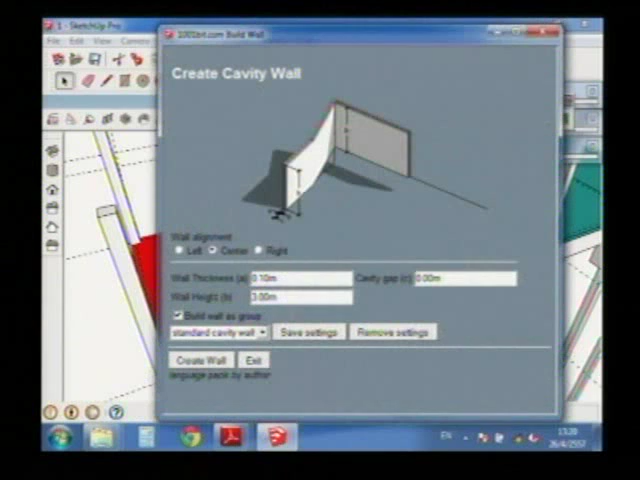 1 - SketchUp Pro
1001bit.com Build Wall
File Edit View Camera
Create Cavity Wall
Wall alignment
Left Center Right
Wall Thickness (a) 0.10m Cavity gap (c) 0.00m
Wall Height (b) 3.00m
Build wall as group
standard cavity wall Save settings Remove settings
Create Wall Exit
language pack by author
EN
13:20
26/4/2557